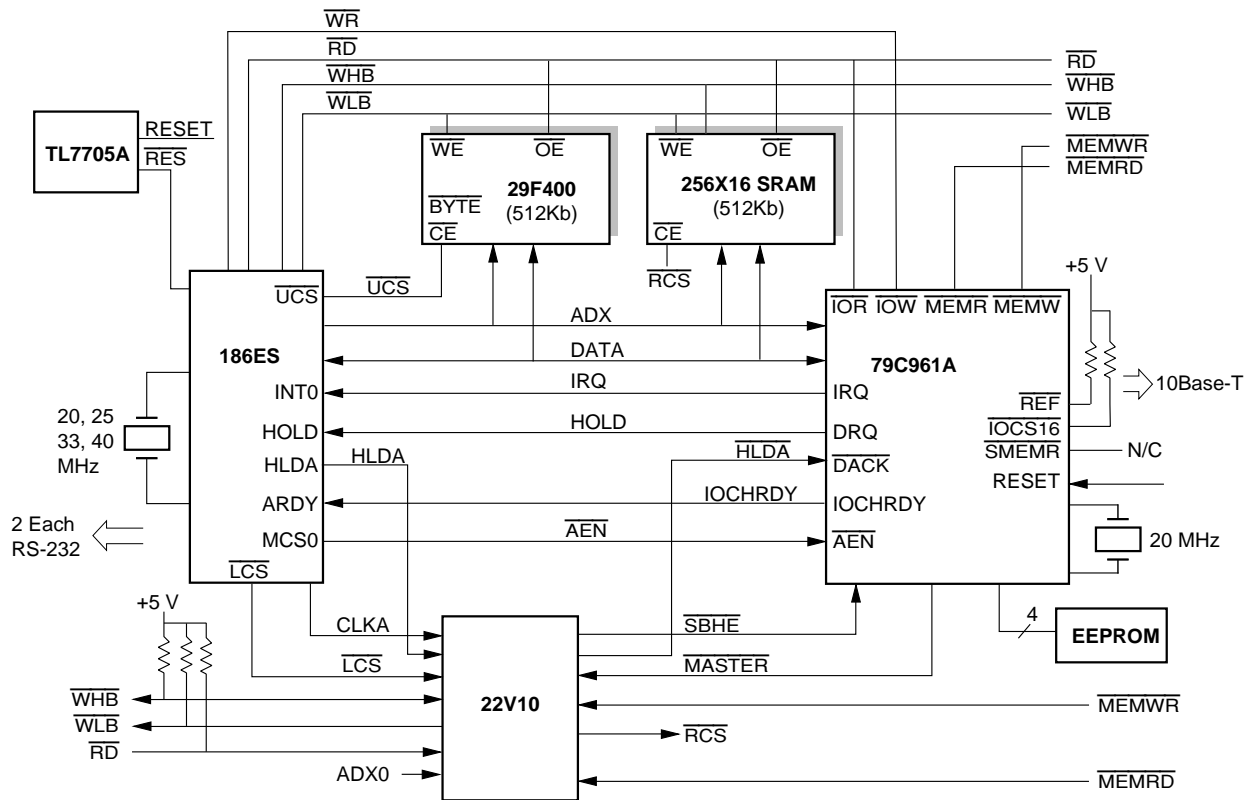 WR
RD
RD
WHB
WHB
WLB
WLB
RESET
TL7705A
RES
WE
OE
29F400
(512Kb)
BYTE
CE
WE
OE
256X16 SRAM
(512Kb)
CE
RCS
MEMWR
MEMRD
+5 V
UCS
UCS
186ES
ADX
DATA
IRQ
INT0
HOLD
HOLD
HLDA
HLDA
HLDA
ARDY
IOCHRDY
MCS0
AEN
LCS
IOR
IOW
MEMR
MEMW
79C961A
IRQ
REF
10Base-T
DRQ
IOCS16
DACK
SMEMR
N/C
RESET
IOCHRDY
AEN
20 MHz
20, 25
33, 40
MHz
2 Each
RS-232
+5 V
CLKA
LCS
WHB
WLB
RD
ADX0
22V10
SBHE
MASTER
4
EEPROM
MEMWR
RCS
MEMRD